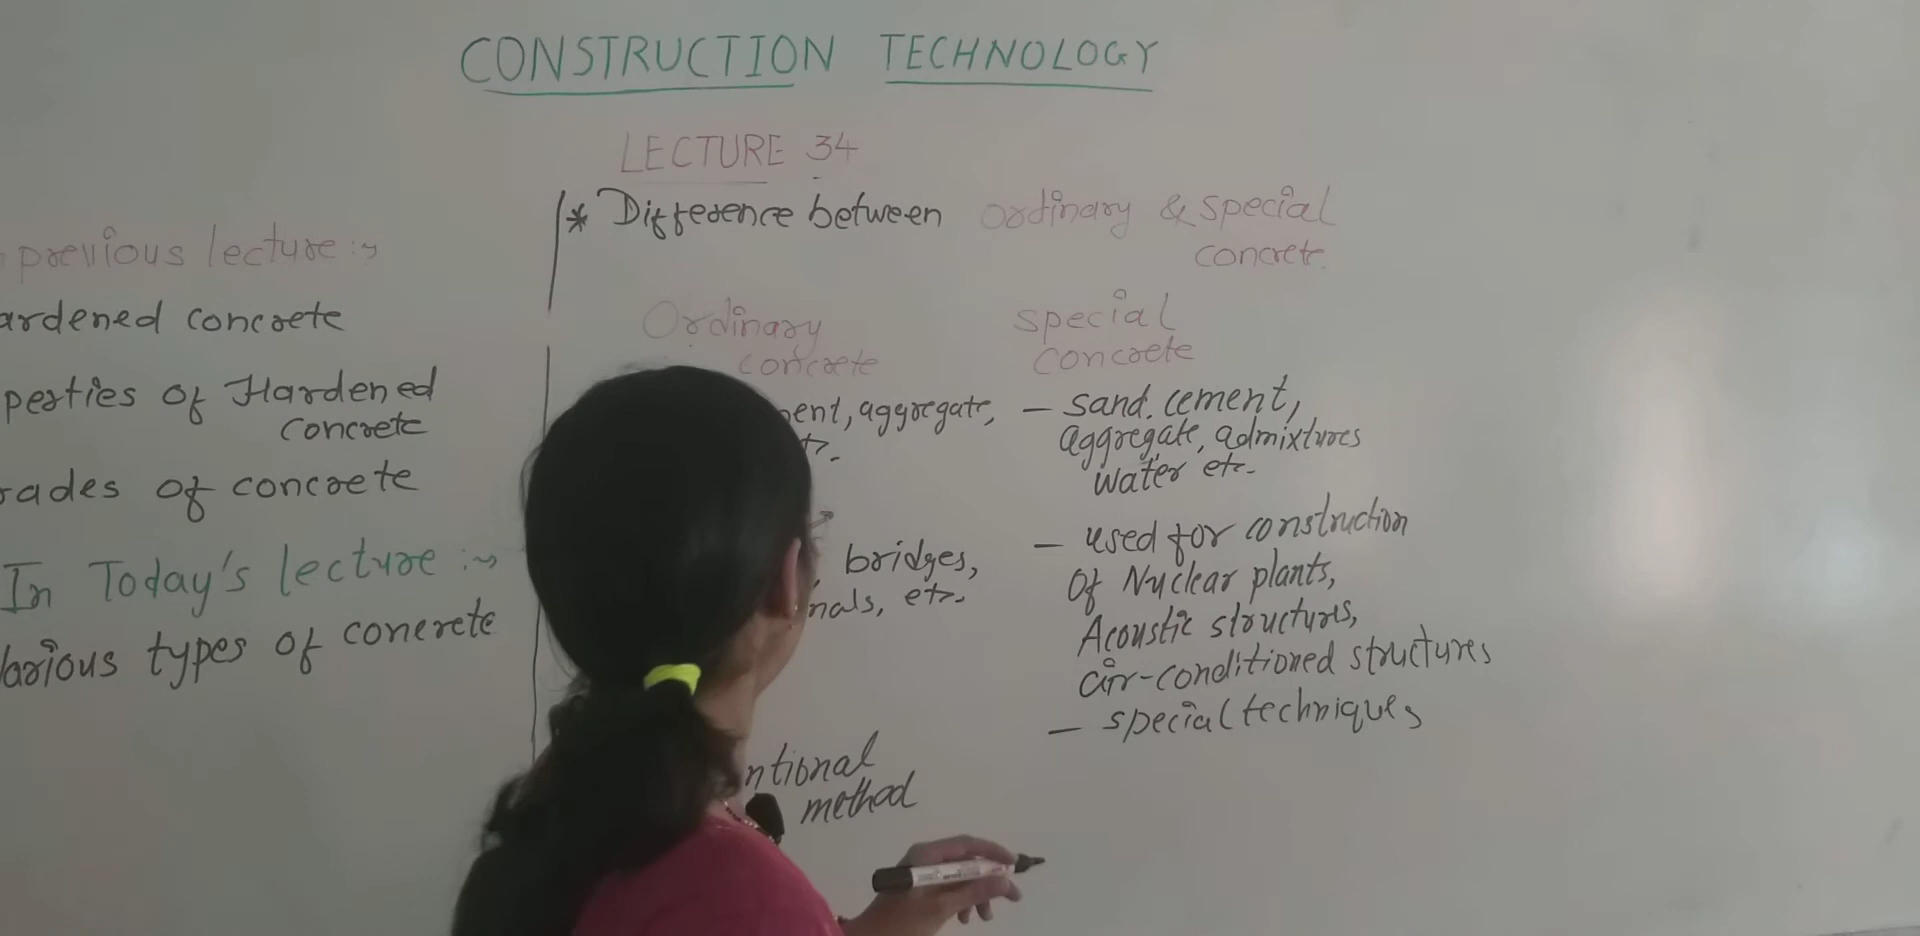 CONSTRUCTION TECHNOLOGY
LECTURE 34
previous lecture :~
ardened concrete
perties of Hardened
concrete
rades of concrete
In Today's lecture :~
arious types of concrete
* Difference between ordinary & special
concrete.
Ordinary
concrete
ent, aggregate,
bridges,
nals, etc.
ntional
method
special
concrete
- sand, cement,
aggregate, admixtures
water etc.
- used for construction
of Nuclear plants,
Acoustic structures,
air-conditioned structures
- special techniques